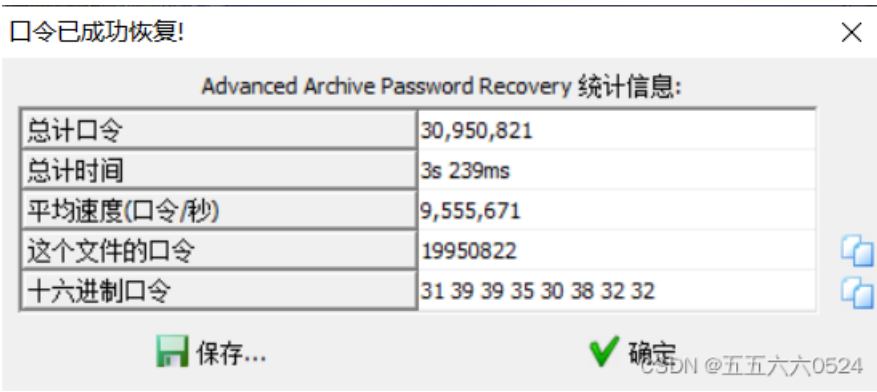 口令已成功恢复!
Advanced Archive Password Recovery 统计信息:
总计口令 30,950,821
总计时间 3s 239ms
平均速度(口令/秒) 9,555,671
这个文件的口令 19950822
十六进制口令 31 39 39 35 30 38 32 32
保存... 确定
CSDN @五五六六0524